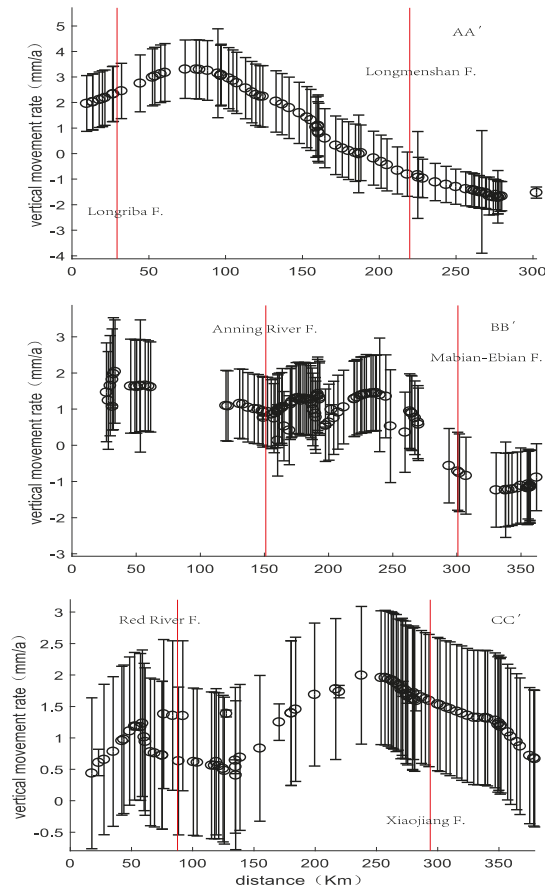 5
4
3
2
1
0
-1
-2
-3
-4
vertical movement rate (mm/a)
AA′
Longmenshan F.
Longriba F.
0 50 100 150 200 250 300
3
2
1
0
-1
-2
-3
vertical movement rate (mm/a)
Anning River F.
BB′
Mabian-Ebian F.
0 50 100 150 200 250 300 350
3
2.5
2
1.5
1
0.5
0
-0.5
vertical movement rate (mm/a)
Red River F.
CC′
Xiaojiang F.
0 50 100 150 200 250 300 350
distance (Km)